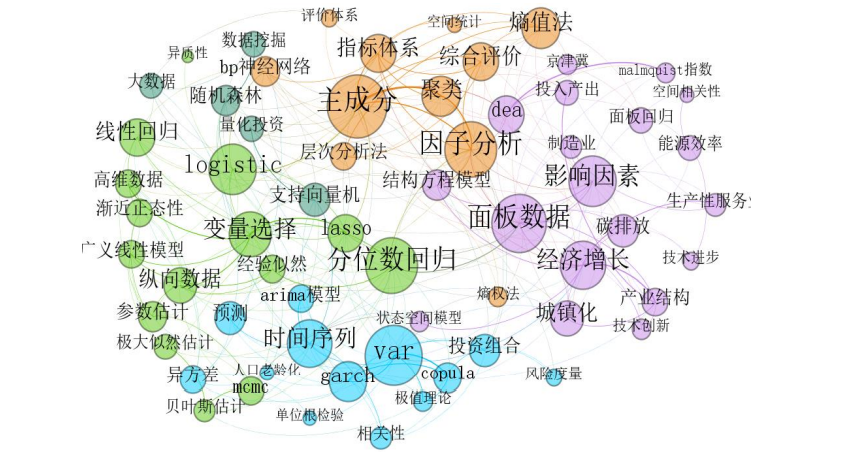 评价体系
空间统计
熵值法
数据挖掘
指标体系
异质性
综合评价
京津冀
bp神经网络
malmquist指数
大数据
随机森林
主成分
聚类
投入产出
空间相关性
dea
面板回归
线性回归
量化投资
因子分析
制造业
能源效率
层次分析法
logistic
高维数据
支持向量机
结构方程模型
影响因素
渐近正态性
生产性服务业
变量选择
lasso
面板数据
碳排放
广义线性模型
经验似然
分位数回归
经济增长
技术进步
纵向数据
arima模型
熵权法
产业结构
参数估计
预测
状态空间模型
城镇化
技术创新
极大似然估计
时间序列
var
投资组合
异方差
人口老龄化
garch
copula
风险度量
mcmc
贝叶斯估计
单位根检验
极值理论
相关性